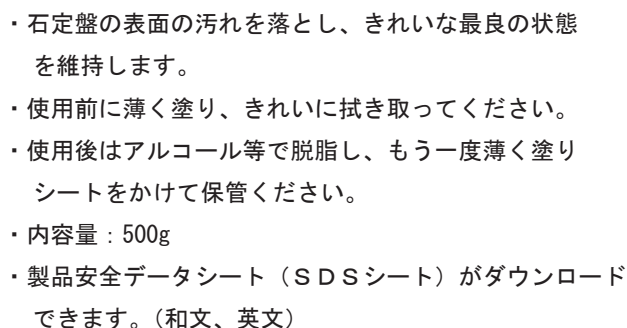 ・石定盤の表面の汚れを落とし、きれいな最良の状態
を維持します。
・使用前に薄く塗り、きれいに拭き取ってください。
・使用後はアルコール等で脱脂し、もう一度薄く塗り
シートをかけて保管ください。
・内容量：500g
・製品安全データシート（ＳＤＳシート）がダウンロード
できます。（和文、英文）